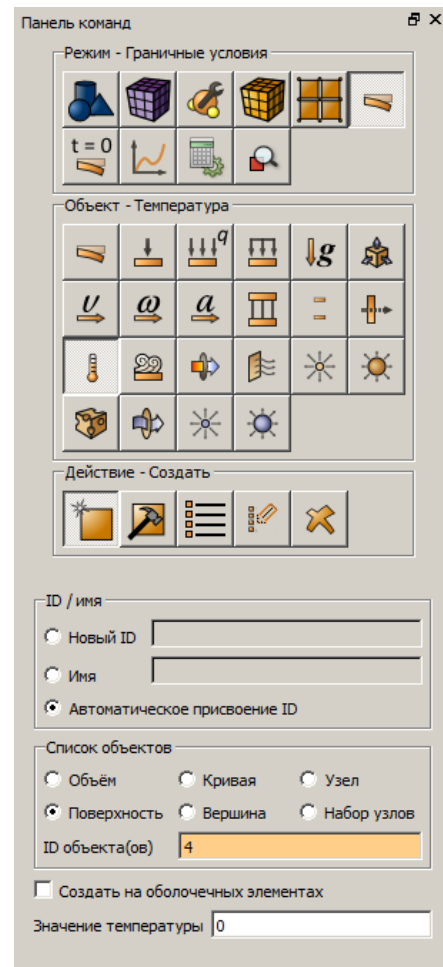 Панель команд
Режим - Граничные условия
t = 0
Объект - Температура
q
g
υ ω a
Действие - Создать
ID / имя
Новый ID
Имя
Автоматическое присвоение ID
Список объектов
Объём Кривая Узел
Поверхность Вершина Набор узлов
ID объекта(ов) 4
Создать на оболочечных элементах
Значение температуры 0